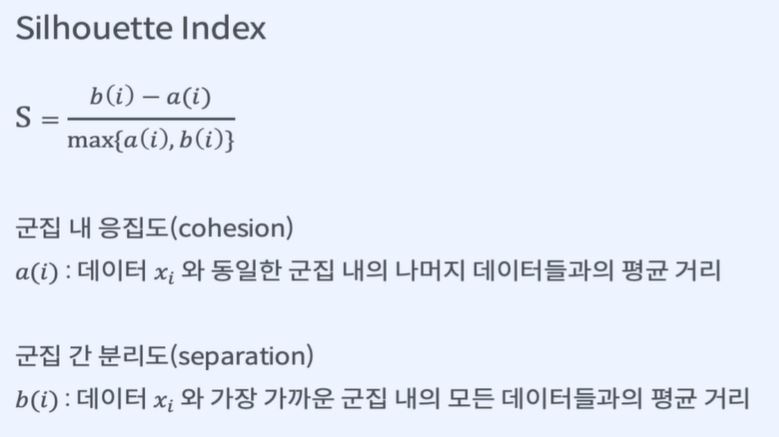 Silhouette Index
S = \frac{b(i) - a(i)}{\max\{a(i), b(i)\}}
군집 내 응집도(cohesion)
a(i) : 데이터 x_i 와 동일한 군집 내의 나머지 데이터들과의 평균 거리
군집 간 분리도(separation)
b(i) : 데이터 x_i 와 가장 가까운 군집 내의 모든 데이터들과의 평균 거리